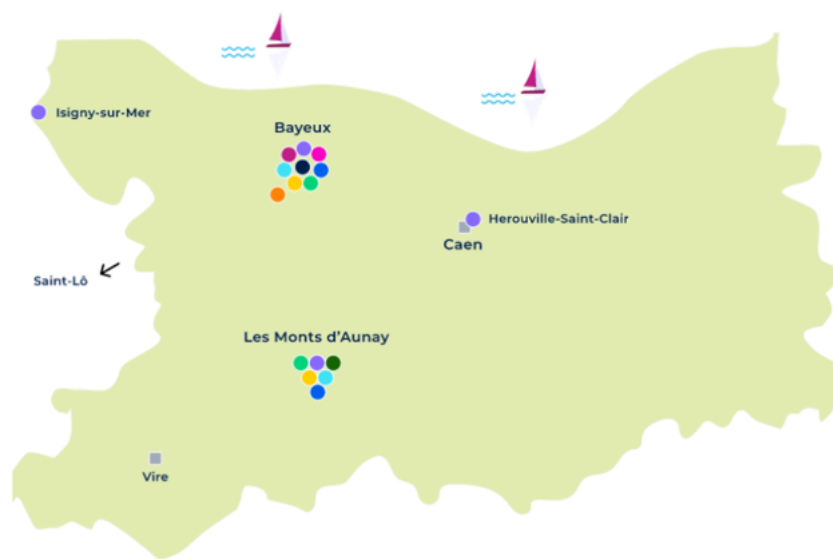 Isigny-sur-Mer
Bayeux
Herouville-Saint-Clair
Caen
Saint-Lô
Les Monts d'Aunay
Vire